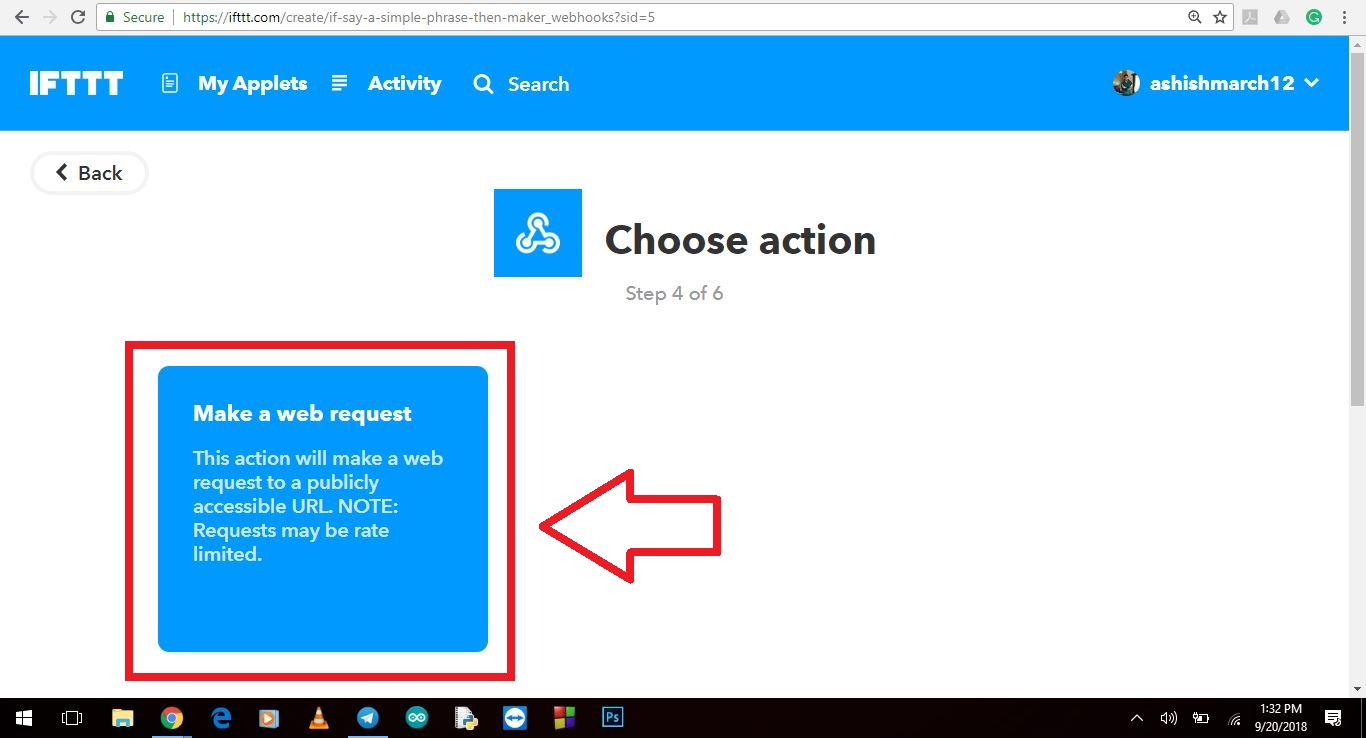 Secure https://ifttt.com/create/if-say-a-simple-phrase-then-maker_webhooks?sid=5
IFTTT My Applets Activity Search ashishmarch12
Back
Choose action
Step 4 of 6
Make a web request
This action will make a web
request to a publicly
accessible URL. NOTE:
Requests may be rate
limited.
Ps
1:32 PM
9/20/2018